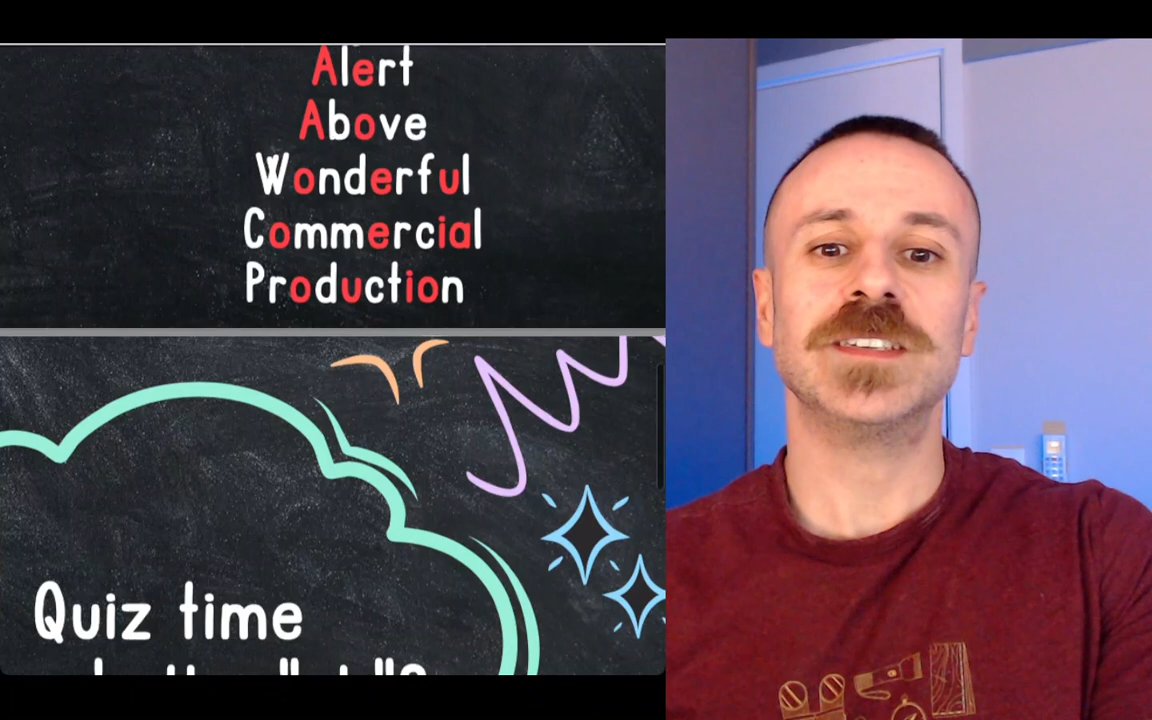 Alert
Above
Wonderful
Commercial
Production
Quiz time